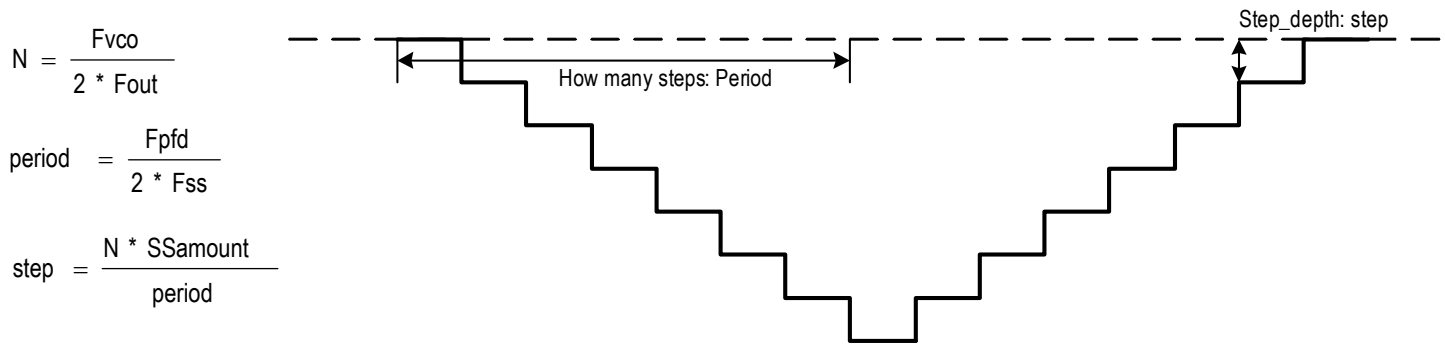 N = Fvco / 2 * Fout
period = Fpfd / 2 * Fss
step = N * SSamount / period
How many steps: Period
Step_depth: step